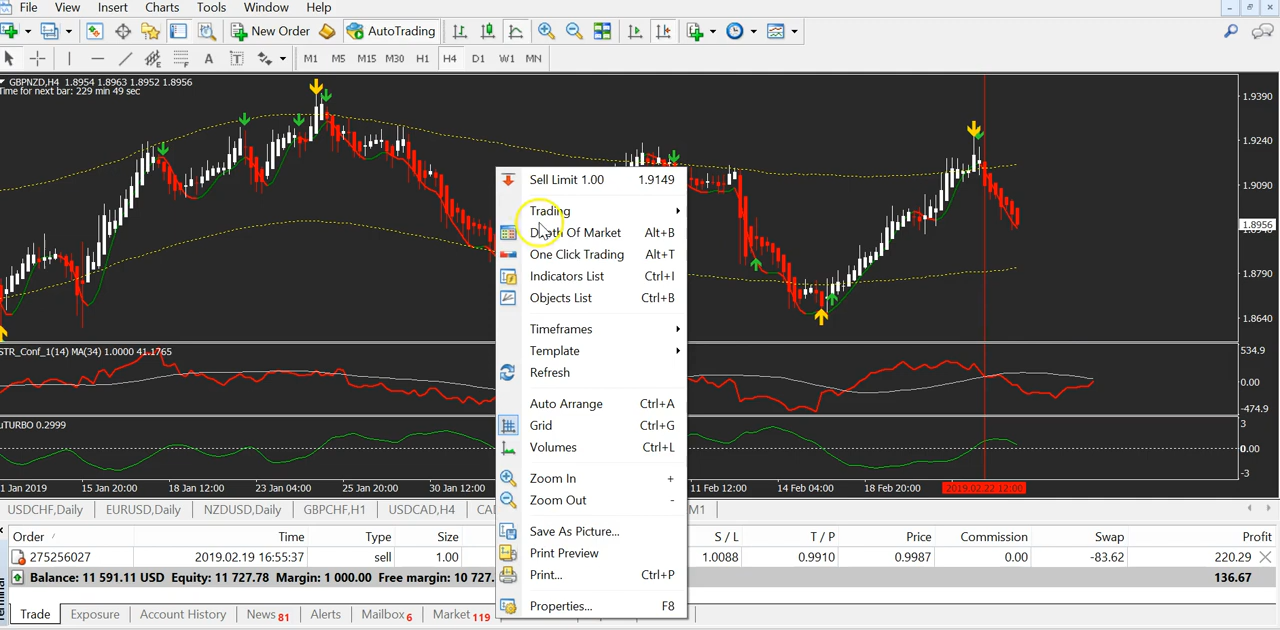 File View Insert Charts Tools Window Help
New Order AutoTrading
A T M1 M5 M15 M30 H1 H4 D1 W1 MN
GBPNZD,H4 1.8954 1.8963 1.8952 1.8956
Time for next bar: 229 min 49 sec
1.9390
1.9240
1.9090
1.8956
1.8790
1.8640
Sell Limit 1.00 1.9149
Trading
Depth Of Market Alt+B
One Click Trading Alt+T
Indicators List Ctrl+I
Objects List Ctrl+B
Timeframes
Template
Refresh
Auto Arrange Ctrl+A
Grid Ctrl+G
Volumes Ctrl+L
Zoom In +
Zoom Out -
Save As Picture...
Print Preview
Print... Ctrl+P
Properties... F8
STR_Conf_1(14) MA(34) 1.0000 41.1765
534.9
0.00
-474.9
uTURBO 0.2999
3
0.00
-3
1 Jan 2019 15 Jan 20:00 18 Jan 12:00 23 Jan 04:00 25 Jan 20:00 30 Jan 12:00 11 Feb 12:00 14 Feb 04:00 18 Feb 20:00 2019.02.22 12:00
USDCHF,Daily EURUSD,Daily NZDUSD,Daily GBPCHF,H1 USDCAD,H4 M1
Order / Time Type Size S / L T / P Price Commission Swap Profit
275256027 2019.02.19 16:55:37 sell 1.00 1.0088 0.9910 0.9987 0.00 -83.62 220.29
Balance: 11 591.11 USD Equity: 11 727.78 Margin: 1 000.00 Free margin: 10 727. 136.67
Trade Exposure Account History News 81 Alerts Mailbox 6 Market 119